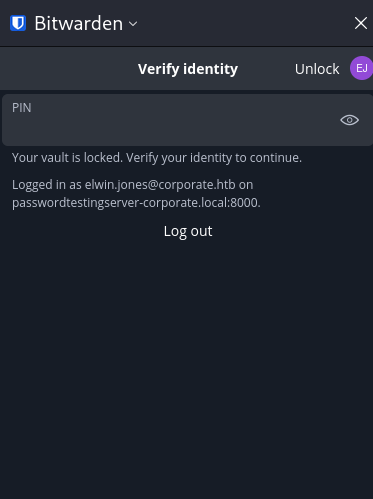 Bitwarden
Verify identity
Unlock
EJ
PIN
Your vault is locked. Verify your identity to continue.
Logged in as elwin.jones@corporate.htb on
passwordtestingserver-corporate.local:8000.
Log out